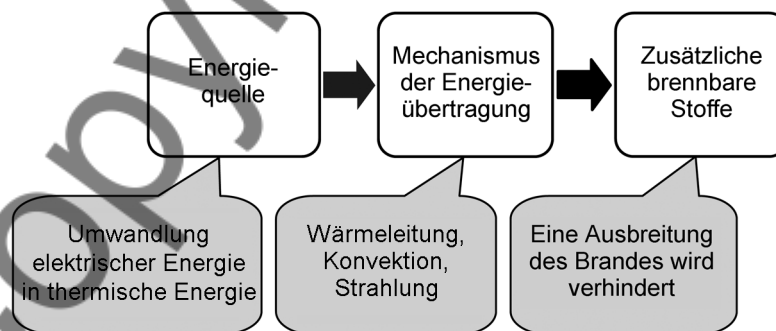 Energie-
quelle
Mechanismus
der Energie-
übertragung
Zusätzliche
brennbare
Stoffe
Umwandlung
elektrischer Energie
in thermische Energie
Wärmeleitung,
Konvektion,
Strahlung
Eine Ausbreitung
des Brandes wird
verhindert